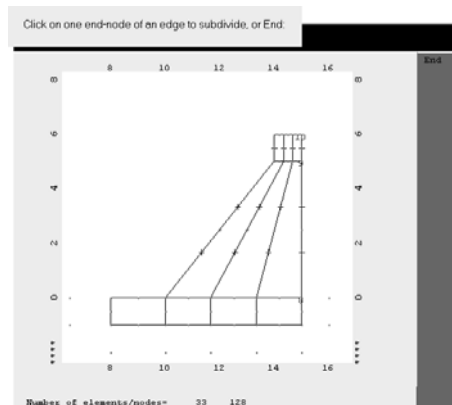 Click on one end-node of an edge to subdivide, or End:
End
8 10 12 14 16
8 8
6 6
4 4
2 2
0 0
**** ****
10 12 14 16
Number of elements/nodes= 33 128